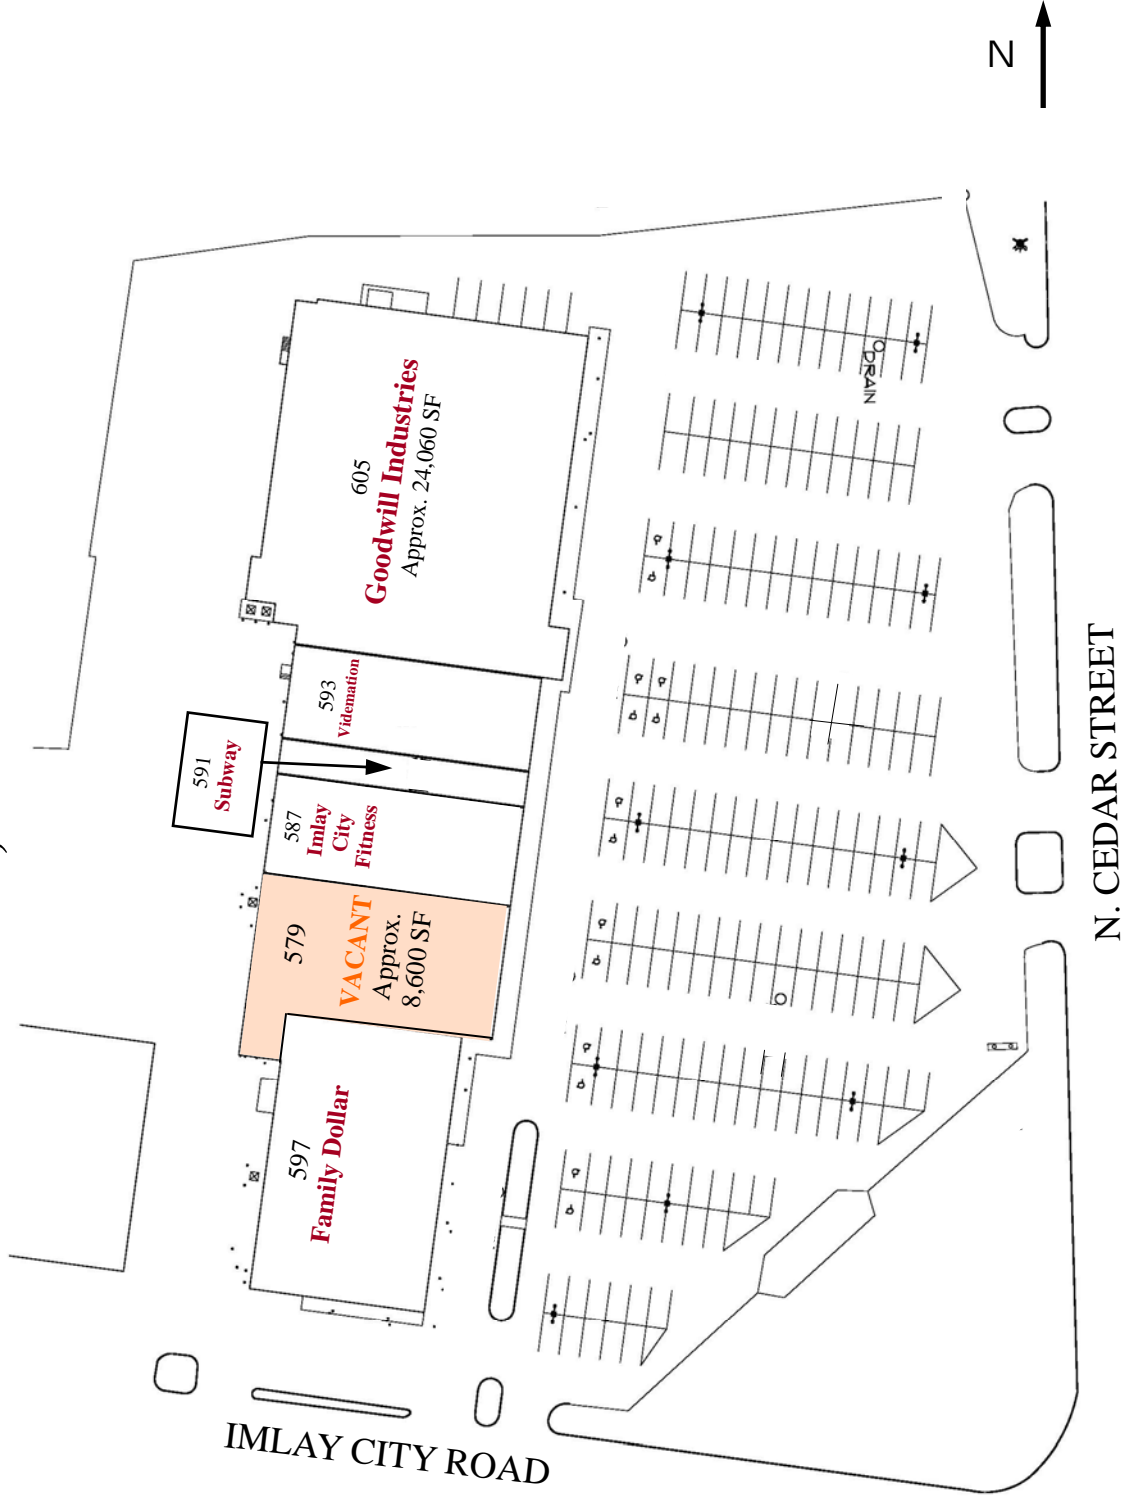 N
DRAIN
605
Goodwill Industries
Approx. 24,060 SF
593
Videmation
591
Subway
587
Imlay
City
Fitness
579
VACANT
Approx.
8,600 SF
597
Family Dollar
N. CEDAR STREET
IMLAY CITY ROAD